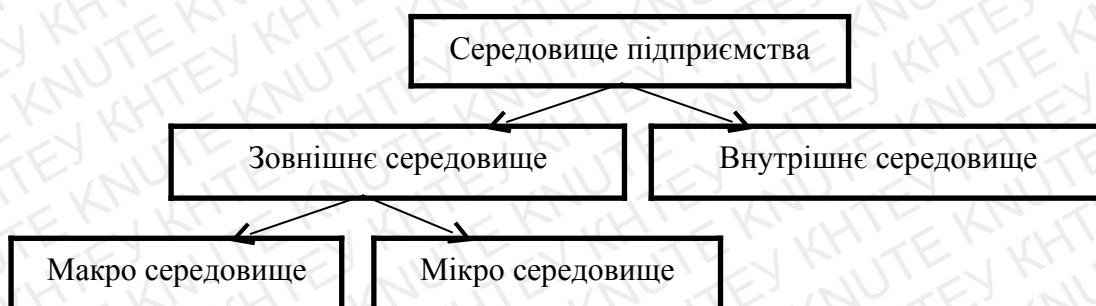 Середовище підприємства
Зовнішнє середовище
Внутрішнє середовище
Макро середовище
Мікро середовище